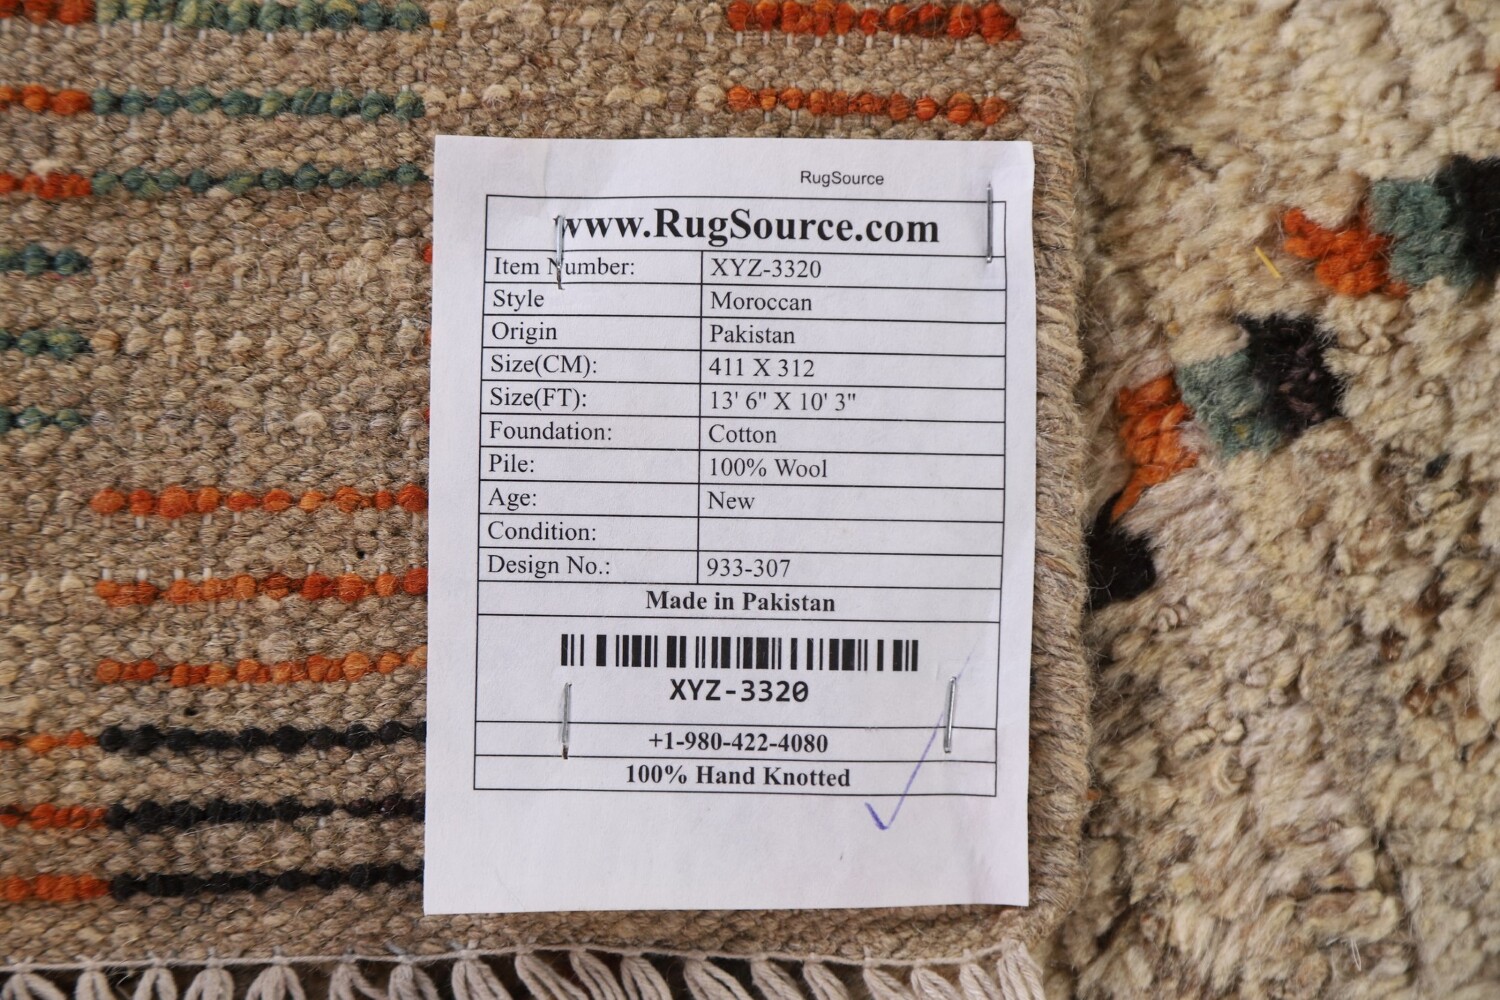 RugSource
www.RugSource.com
Item Number: XYZ-3320
Style Moroccan
Origin Pakistan
Size(CM): 411 X 312
Size(FT): 13' 6" X 10' 3"
Foundation: Cotton
Pile: 100% Wool
Age: New
Condition:
Design No.: 933-307
Made in Pakistan
XYZ-3320
+1-980-422-4080
100% Hand Knotted